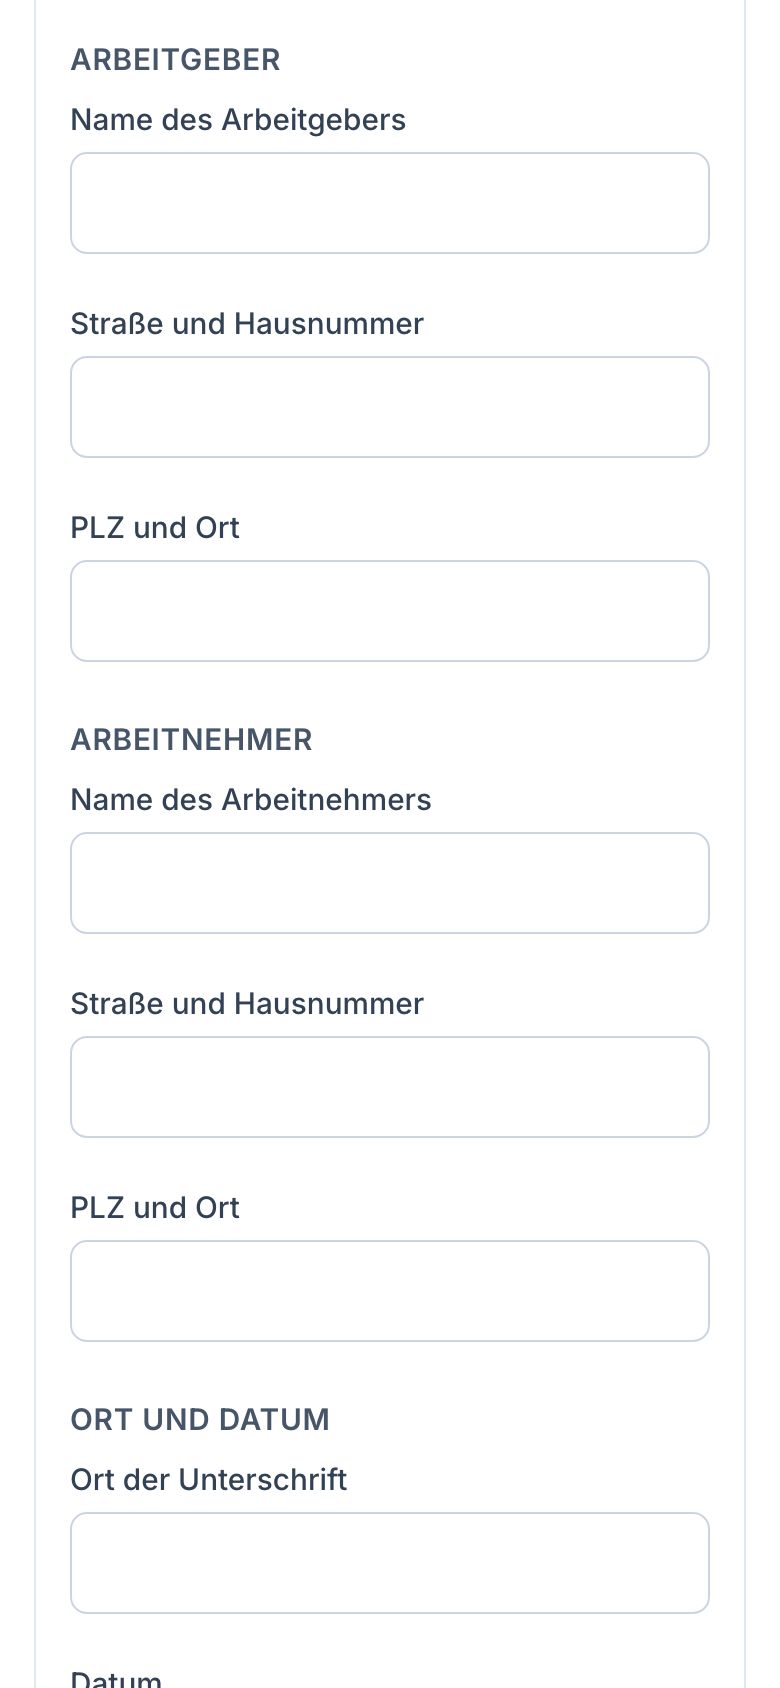 ARBEITGEBER
Name des Arbeitgebers
Straße und Hausnummer
PLZ und Ort
ARBEITNEHMER
Name des Arbeitnehmers
Straße und Hausnummer
PLZ und Ort
ORT UND DATUM
Ort der Unterschrift
Datum